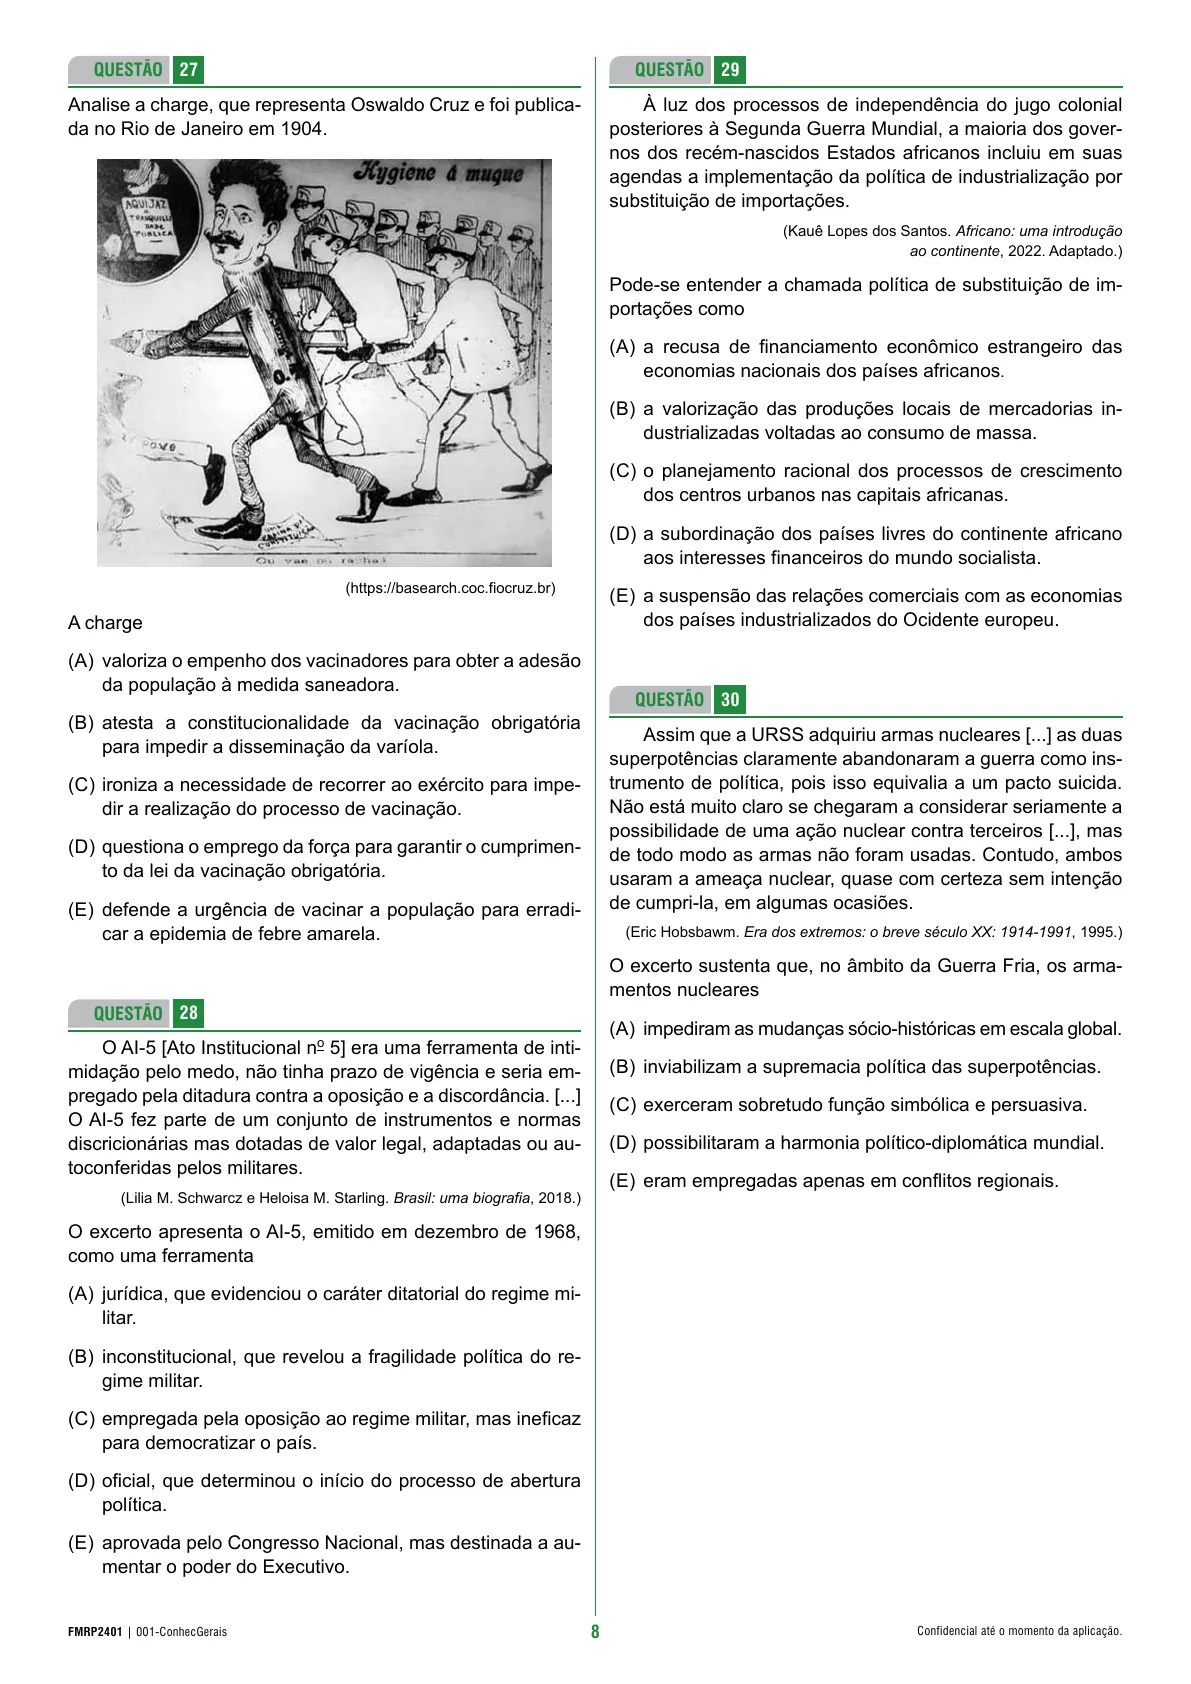 QUESTÃO 27
Analise a charge, que representa Oswaldo Cruz e foi publica-
da no Rio de Janeiro em 1904.
Hygiene á muque
AQUI JAZ
A
TRANQUILLI
DADE
PUBLICA
POVO
Ou vae ou racha!
(https://basearch.coc.fiocruz.br)
A charge
(A) valoriza o empenho dos vacinadores para obter a adesão
da população à medida saneadora.
(B) atesta a constitucionalidade da vacinação obrigatória
para impedir a disseminação da varíola.
(C) ironiza a necessidade de recorrer ao exército para impe-
dir a realização do processo de vacinação.
(D) questiona o emprego da força para garantir o cumprimen-
to da lei da vacinação obrigatória.
(E) defende a urgência de vacinar a população para erradi-
car a epidemia de febre amarela.
QUESTÃO 28
O AI-5 [Ato Institucional nº 5] era uma ferramenta de inti-
midação pelo medo, não tinha prazo de vigência e seria em-
pregado pela ditadura contra a oposição e a discordância. [...]
O AI-5 fez parte de um conjunto de instrumentos e normas
discricionárias mas dotadas de valor legal, adaptadas ou au-
toconferidas pelos militares.
(Lilia M. Schwarcz e Heloisa M. Starling. Brasil: uma biografia, 2018.)
O excerto apresenta o AI-5, emitido em dezembro de 1968,
como uma ferramenta
(A) jurídica, que evidenciou o caráter ditatorial do regime mi-
litar.
(B) inconstitucional, que revelou a fragilidade política do re-
gime militar.
(C) empregada pela oposição ao regime militar, mas ineficaz
para democratizar o país.
(D) oficial, que determinou o início do processo de abertura
política.
(E) aprovada pelo Congresso Nacional, mas destinada a au-
mentar o poder do Executivo.
QUESTÃO 29
À luz dos processos de independência do jugo colonial
posteriores à Segunda Guerra Mundial, a maioria dos gover-
nos dos recém-nascidos Estados africanos incluiu em suas
agendas a implementação da política de industrialização por
substituição de importações.
(Kauê Lopes dos Santos. Africano: uma introdução
ao continente, 2022. Adaptado.)
Pode-se entender a chamada política de substituição de im-
portações como
(A) a recusa de financiamento econômico estrangeiro das
economias nacionais dos países africanos.
(B) a valorização das produções locais de mercadorias in-
dustrializadas voltadas ao consumo de massa.
(C) o planejamento racional dos processos de crescimento
dos centros urbanos nas capitais africanas.
(D) a subordinação dos países livres do continente africano
aos interesses financeiros do mundo socialista.
(E) a suspensão das relações comerciais com as economias
dos países industrializados do Ocidente europeu.
QUESTÃO 30
Assim que a URSS adquiriu armas nucleares [...] as duas
superpotências claramente abandonaram a guerra como ins-
trumento de política, pois isso equivalia a um pacto suicida.
Não está muito claro se chegaram a considerar seriamente a
possibilidade de uma ação nuclear contra terceiros [...], mas
de todo modo as armas não foram usadas. Contudo, ambos
usaram a ameaça nuclear, quase com certeza sem intenção
de cumpri-la, em algumas ocasiões.
(Eric Hobsbawm. Era dos extremos: o breve século XX: 1914-1991, 1995.)
O excerto sustenta que, no âmbito da Guerra Fria, os arma-
mentos nucleares
(A) impediram as mudanças sócio-históricas em escala global.
(B) inviabilizam a supremacia política das superpotências.
(C) exerceram sobretudo função simbólica e persuasiva.
(D) possibilitaram a harmonia político-diplomática mundial.
(E) eram empregadas apenas em conflitos regionais.
FMRP2401 | 001-ConhecGerais
8
Confidencial até o momento da aplicação.